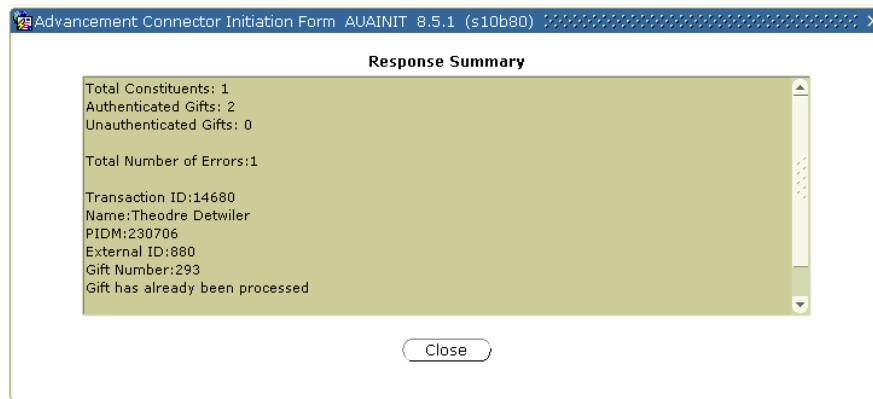 Advancement Connector Initiation Form AUAINIT 8.5.1 (s10b80)
Response Summary
Total Constituents: 1
Authenticated Gifts: 2
Unauthenticated Gifts: 0
Total Number of Errors:1
Transaction ID:14680
Name:Theodre Detwiler
PIDM:230706
External ID:880
Gift Number:293
Gift has already been processed
Close